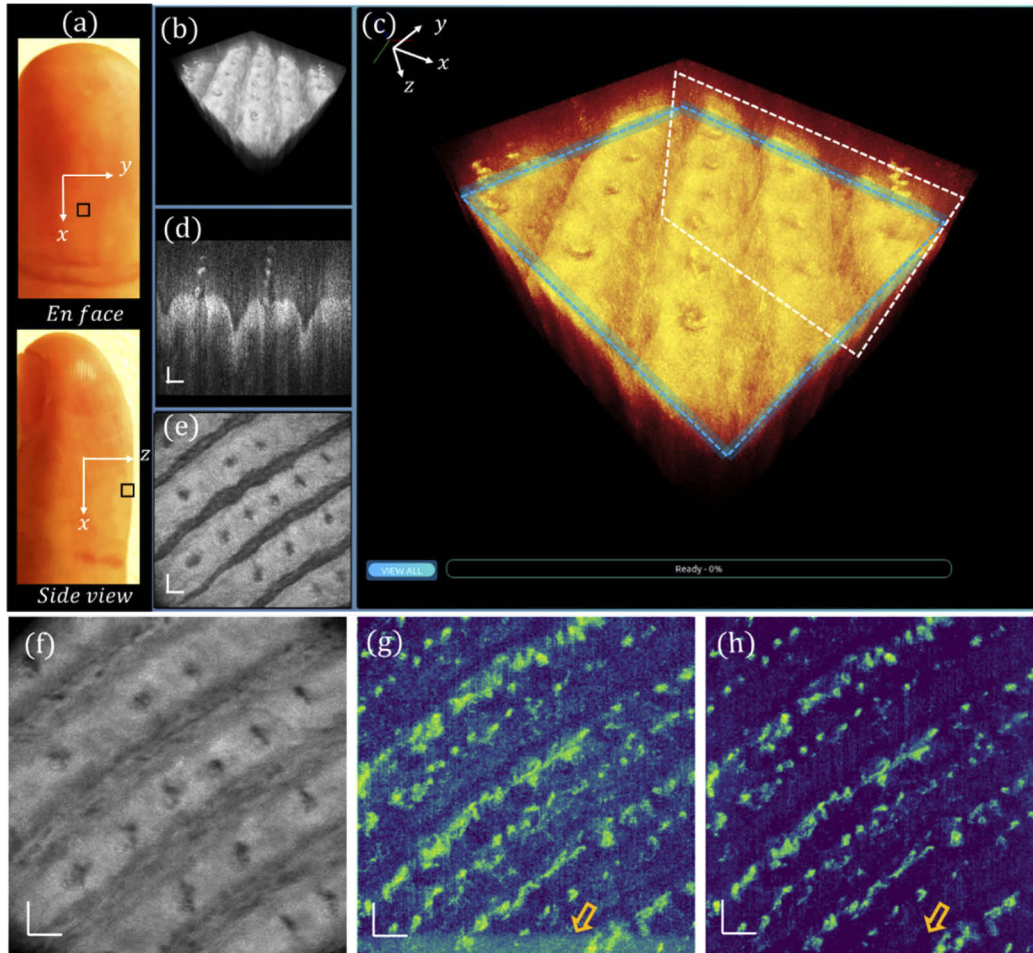 (a)
y
x
En face
z
x
Side view
(b)
(d)
(e)
(c)
y
x
z
VIEW ALL
Ready - 0%
(f)
(g)
(h)